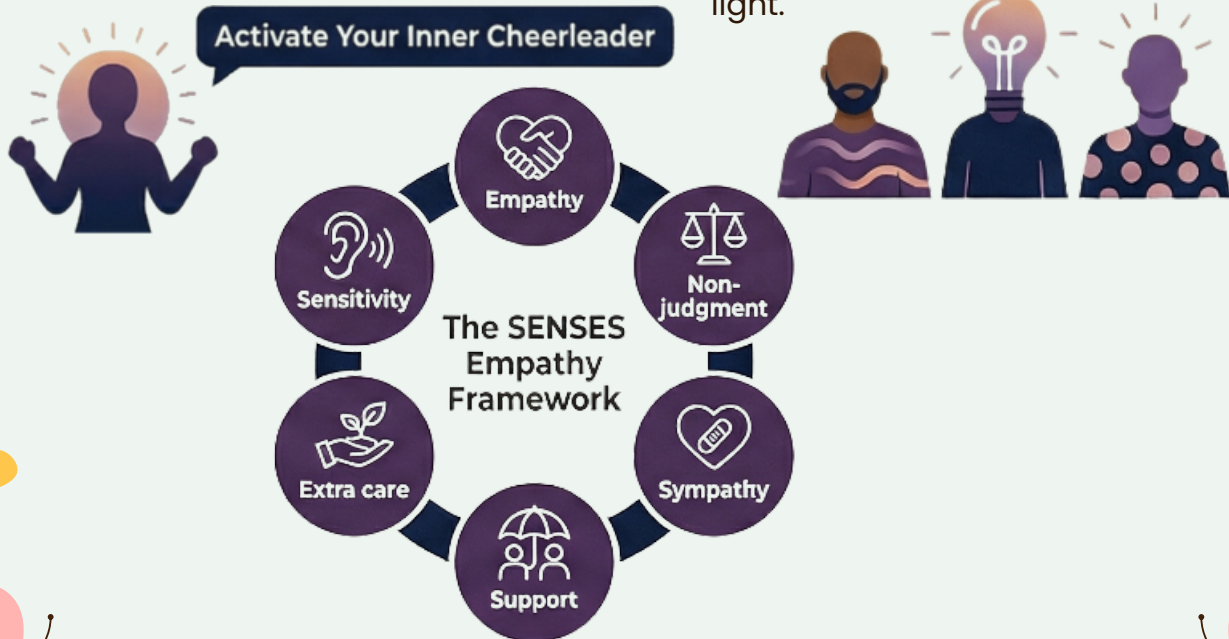 light.
Activate Your Inner Cheerleader
Empathy
Sensitivity
Non-
judgment
The SENSES
Empathy
Framework
Extra care
Sympathy
Support